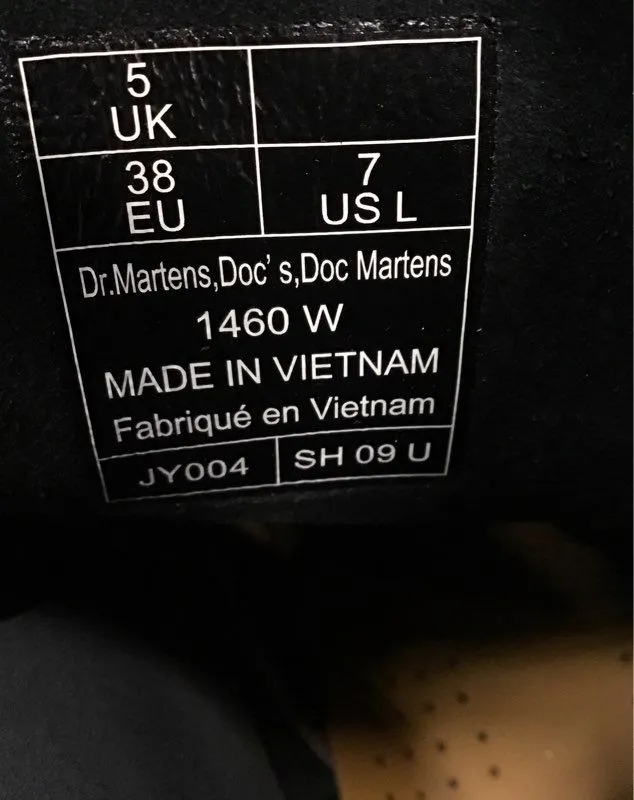 5
UK
38
EU
7
US L
Dr.Martens,Doc's,Doc Martens
1460 W
MADE IN VIETNAM
Fabriqué en Vietnam
JY004
SH 09 U